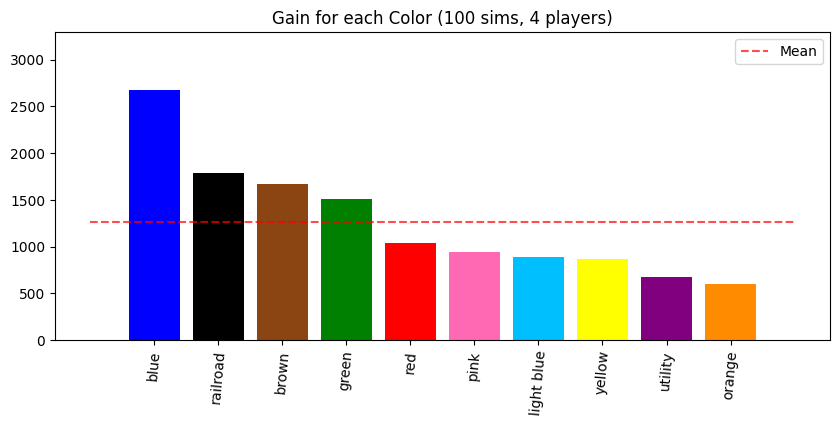 Gain for each Color (100 sims, 4 players)
Mean
3000
2500
2000
1500
1000
500
0
blue
railroad
brown
green
red
pink
light blue
yellow
utility
orange